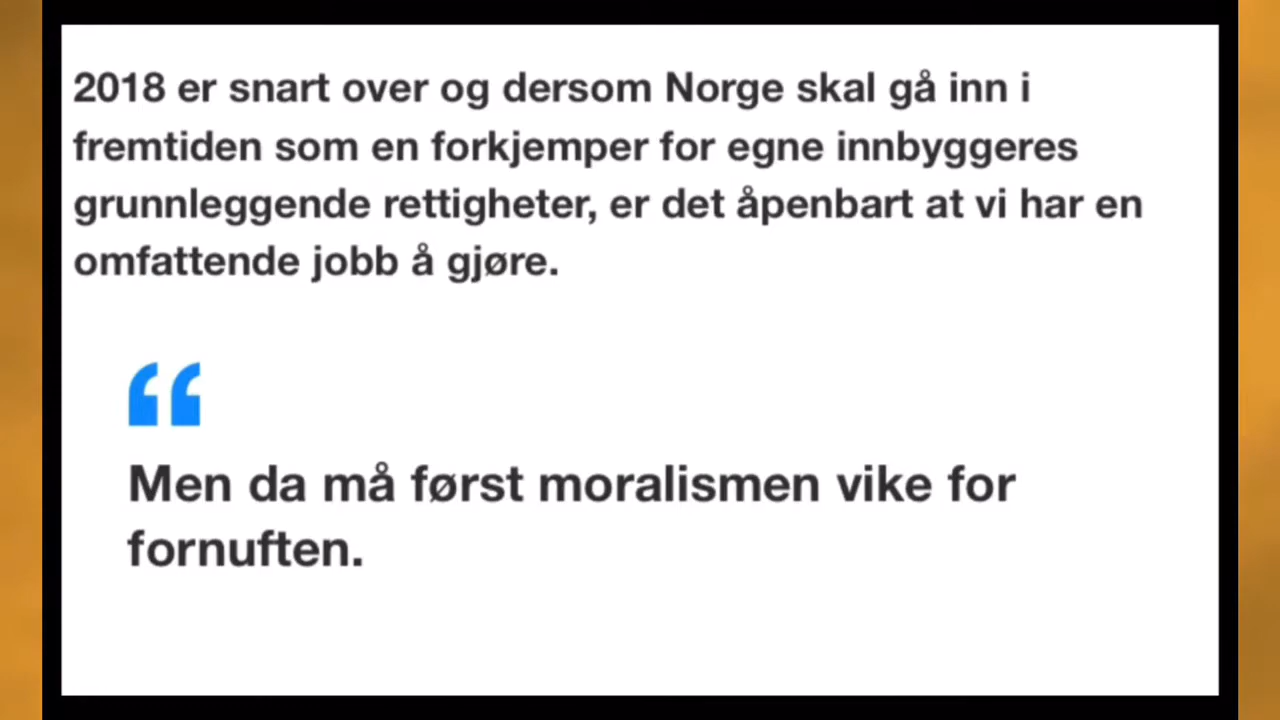 2018 er snart over og dersom Norge skal gå inn i
fremtiden som en forkjemper for egne innbyggeres
grunnleggende rettigheter, er det åpenbart at vi har en
omfattende jobb å gjøre.
“
Men da må først moralismen vike for
fornuften.